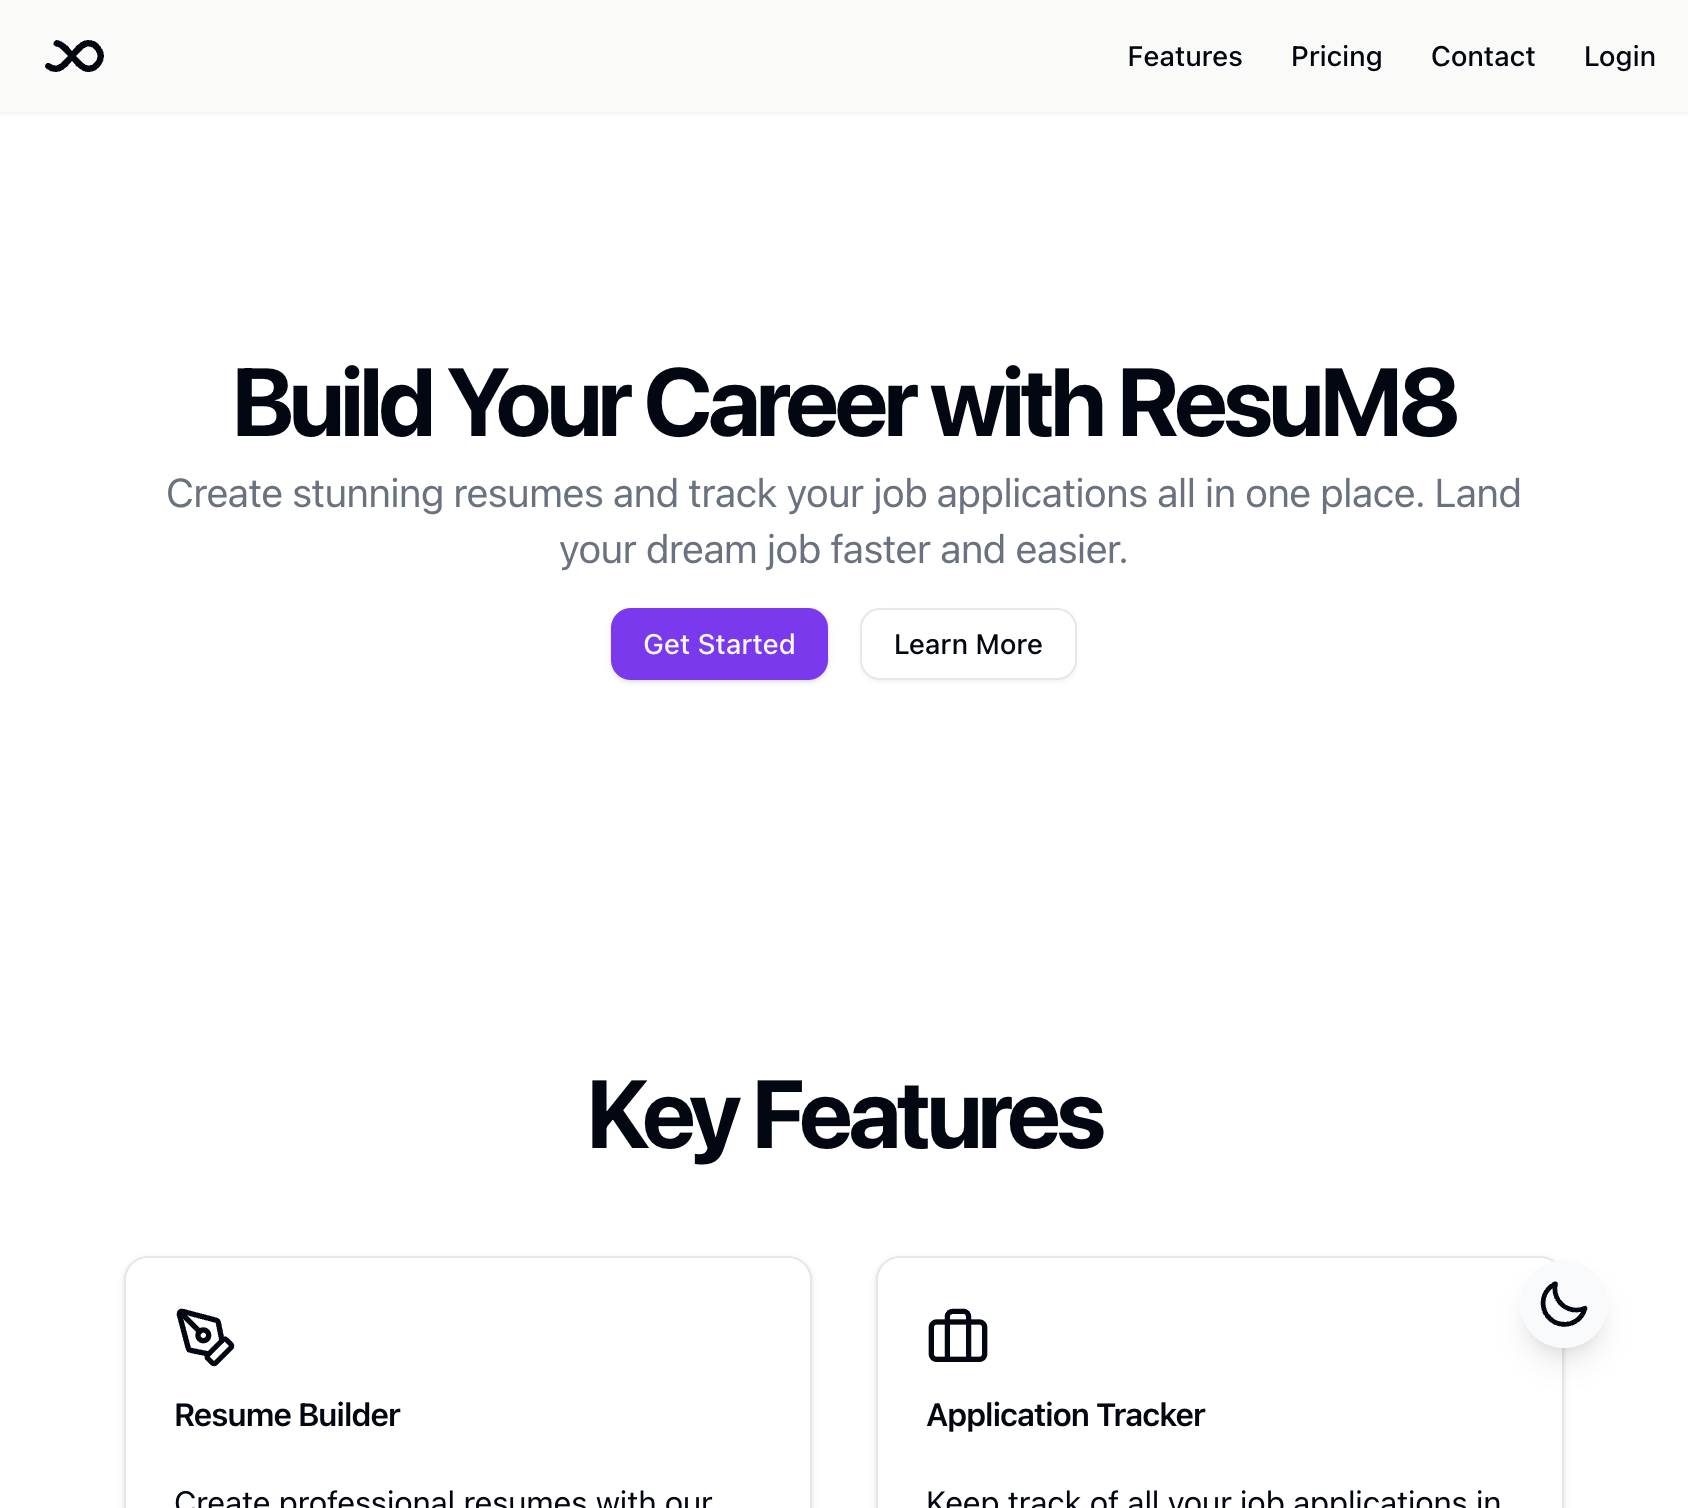 Features Pricing Contact Login
Build Your Career with ResuM8
Create stunning resumes and track your job applications all in one place. Land
your dream job faster and easier.
Get Started Learn More
Key Features
Resume Builder
Application Tracker
Create professional resumes with our
Keep track of all your job applications in